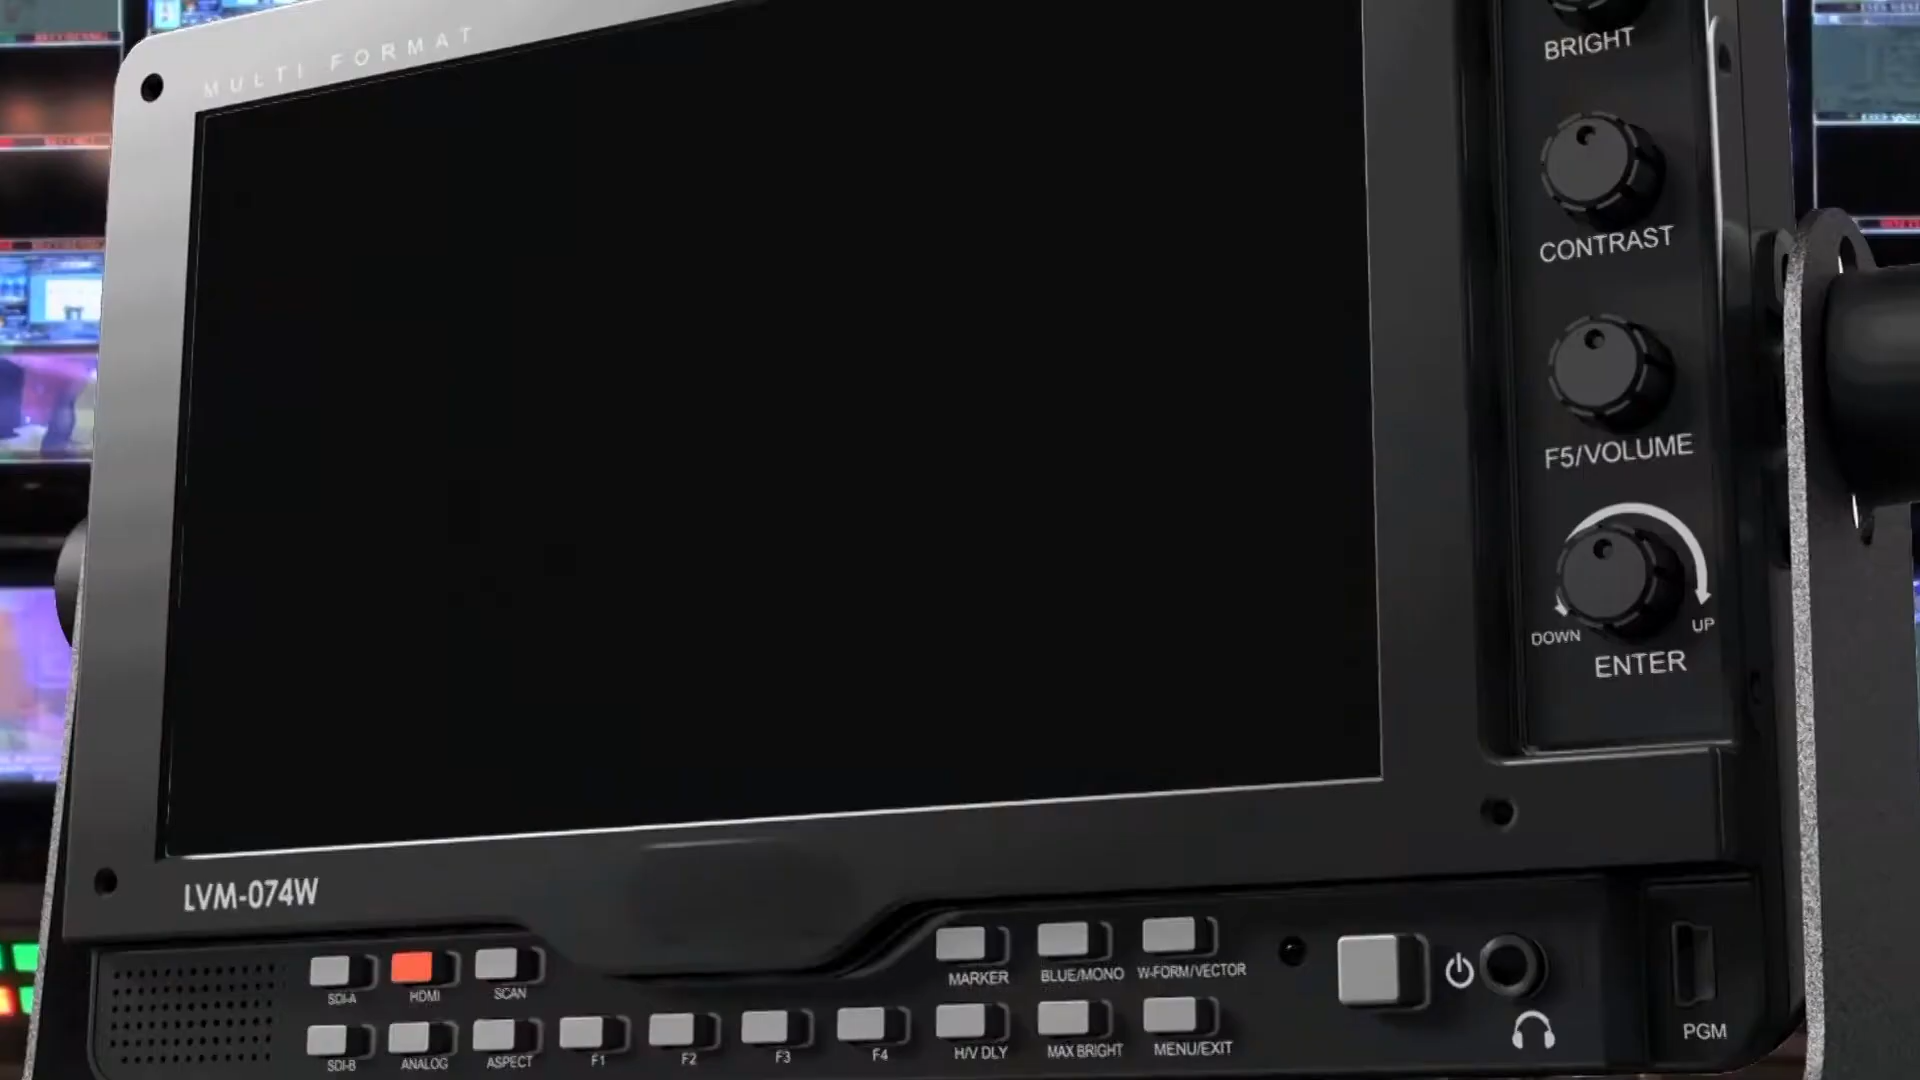 MULTI FORMAT
BRIGHT
CONTRAST
F5/VOLUME
DOWN
UP
ENTER
LVM-074W
SDI-A
HDMI
SCAN
MARKER
BLUE/MONO
W-FORM/VECTOR
SDI-B
ANALOG
ASPECT
F1
F2
F3
F4
H/V DLY
MAX BRIGHT
MENU/EXIT
PGM